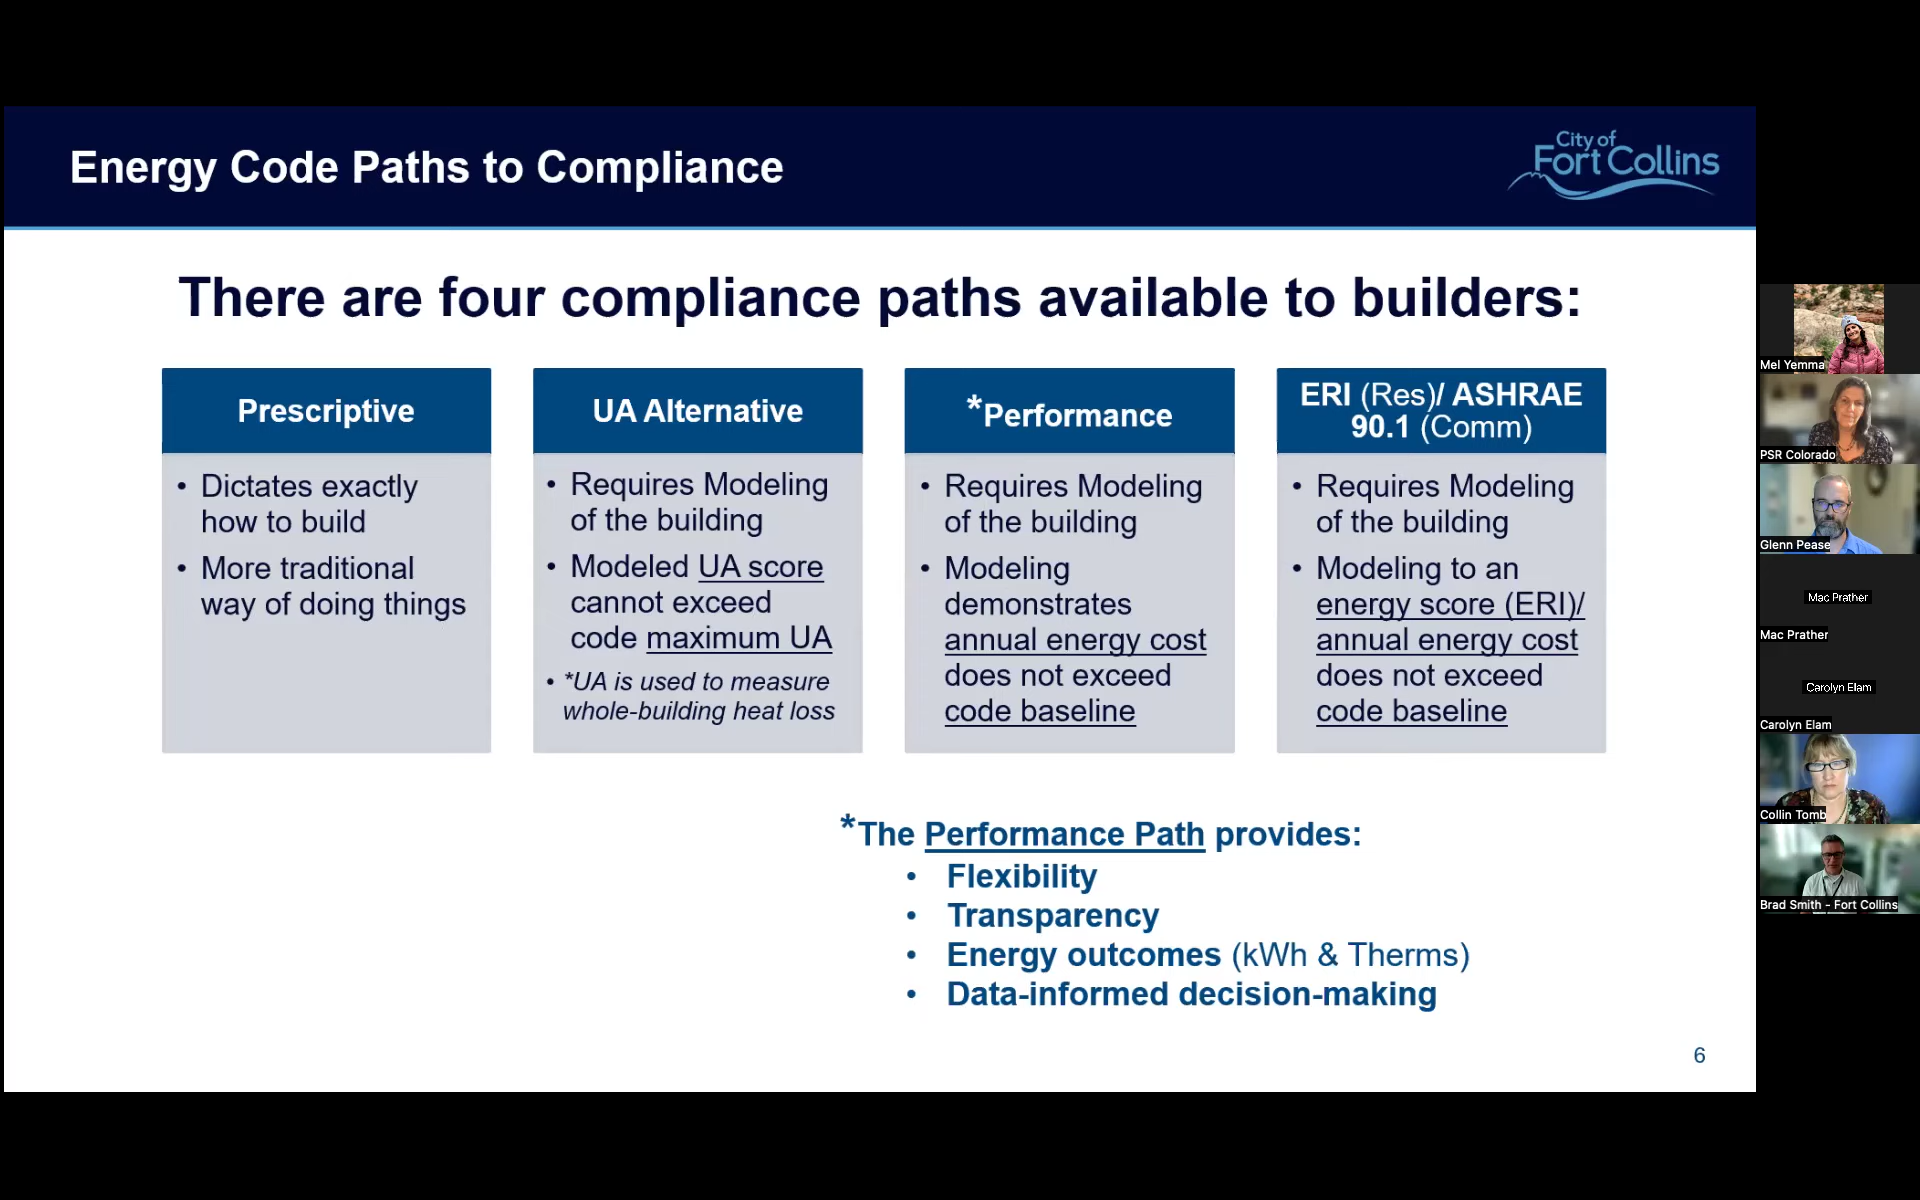 Energy Code Paths to Compliance
City of
Fort Collins
There are four compliance paths available to builders:
Prescriptive
• Dictates exactly
how to build
• More traditional
way of doing things
UA Alternative
• Requires Modeling
of the building
• Modeled UA score
cannot exceed
code maximum UA
• *UA is used to measure
whole-building heat loss
*Performance
• Requires Modeling
of the building
• Modeling
demonstrates
annual energy cost
does not exceed
code baseline
ERI (Res)/ ASHRAE
90.1 (Comm)
• Requires Modeling
of the building
• Modeling to an
energy score (ERI)/
annual energy cost
does not exceed
code baseline
*The Performance Path provides:
• Flexibility
• Transparency
• Energy outcomes (kWh & Therms)
• Data-informed decision-making
6
Mel Yemma
PSR Colorado
Glenn Pease
Mac Prather
Mac Prather
Carolyn Elam
Carolyn Elam
Collin Tomb
Brad Smith - Fort Collins